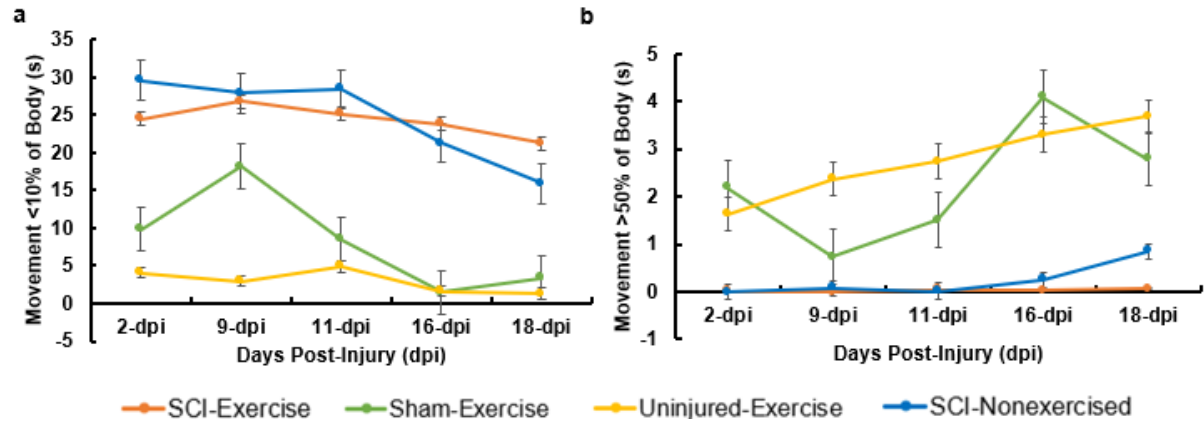 a
Movement <10% of Body (s)
35
30
25
20
15
10
5
0
-5
2-dpi 9-dpi 11-dpi 16-dpi 18-dpi
Days Post-Injury (dpi)
b
Movement >50% of Body (s)
5
4
3
2
1
0
-1
2-dpi 9-dpi 11-dpi 16-dpi 18-dpi
Days Post-Injury (dpi)
SCI-Exercise Sham-Exercise Uninjured-Exercise SCI-Nonexercised